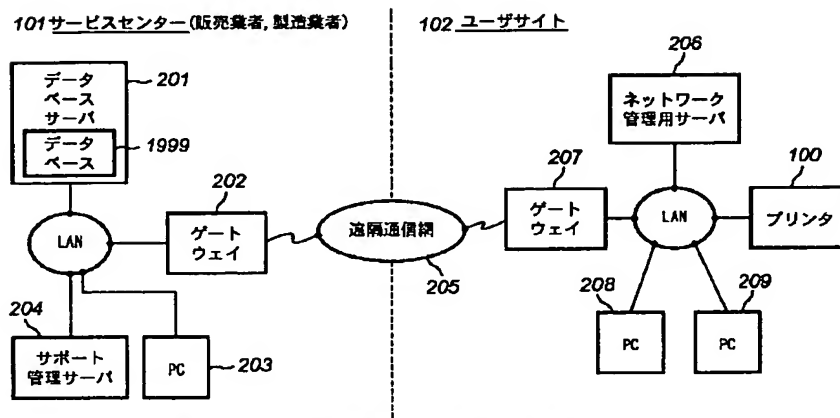 101 サービスセンター(販売業者, 製造業者)
102 ユーザサイト
データ
ベース
サーバ
201
データ
ベース
1999
LAN
202
ゲート
ウェイ
204
サポート
管理サーバ
PC
203
遠隔通信網
205
206
ネットワーク
管理用サーバ
207
ゲート
ウェイ
LAN
100
プリンタ
208
PC
209
PC